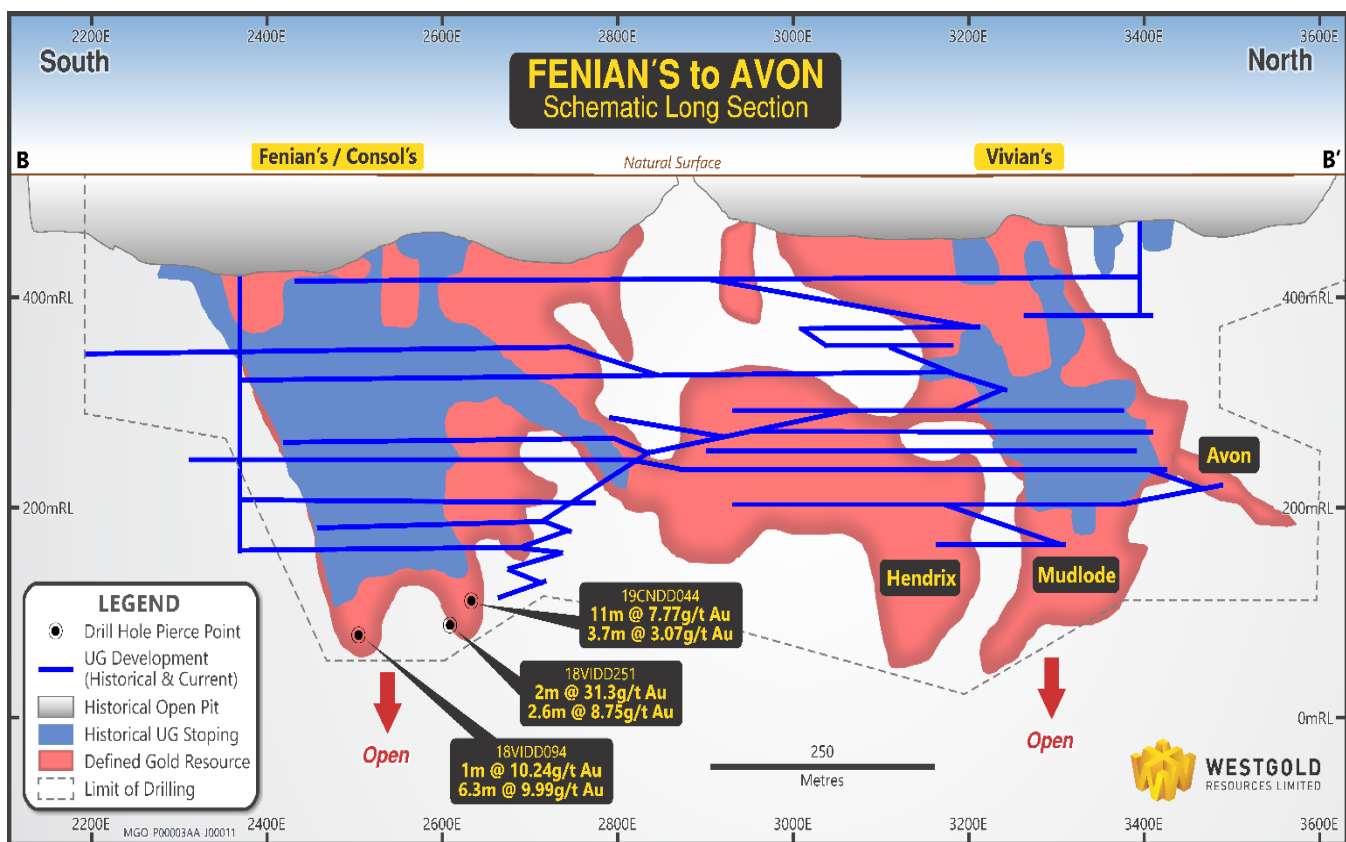 2200E 2400E 2600E 2800E 3000E 3200E 3400E 3600E
South
North
FENIAN'S to AVON
Schematic Long Section
B
Fenian's / Consol's
Natural Surface
Vivian's
B'
400mRL
400mRL
Avon
200mRL
200mRL
Hendrix
Mudlode
19CNDD044
11m @ 7.77g/t Au
3.7m @ 3.07g/t Au
18VIDD251
2m @ 31.3g/t Au
2.6m @ 8.75g/t Au
18VIDD094
1m @ 10.24g/t Au
6.3m @ 9.99g/t Au
Open
Open
0mRL
250
Metres
LEGEND
Drill Hole Pierce Point
UG Development
(Historical & Current)
Historical Open Pit
Historical UG Stoping
Defined Gold Resource
Limit of Drilling
WESTGOLD
RESOURCES LIMITED
2200E 2400E 2600E 2800E 3000E 3200E 3400E 3600E
MGO-P00003AA-J00011